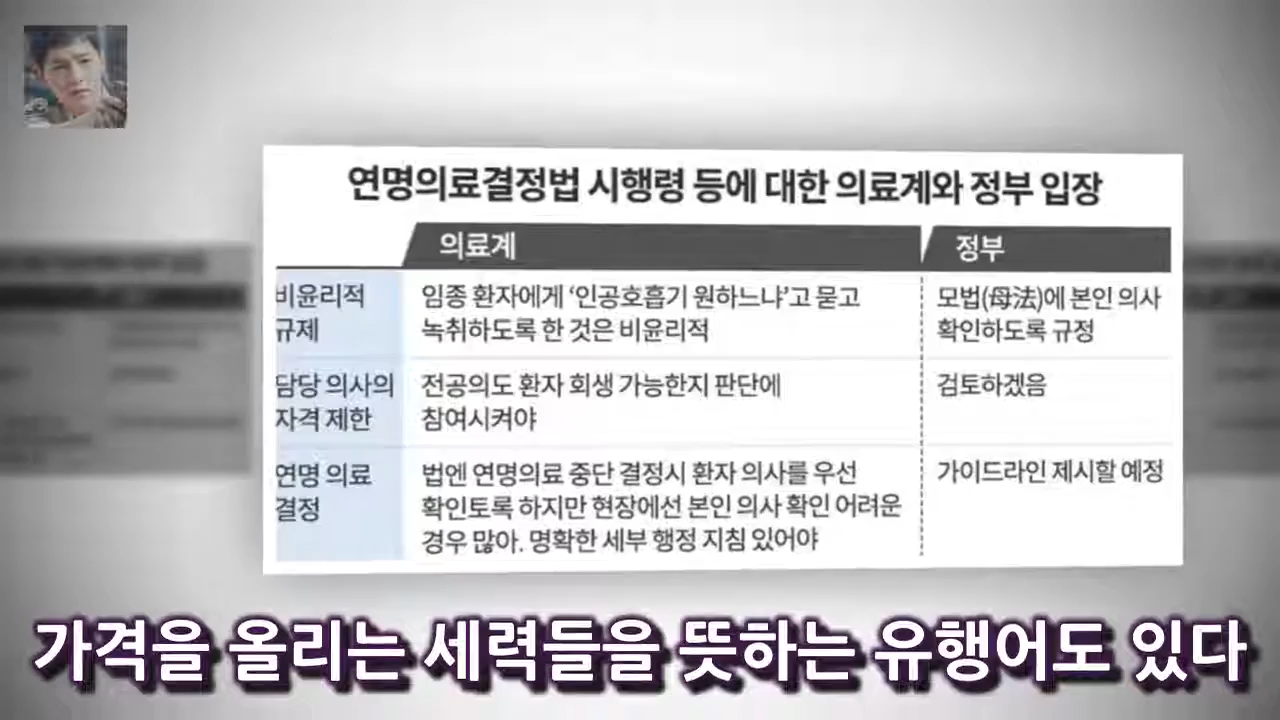 연명의료결정법 시행령 등에 대한 의료계와 정부 입장
의료계
정부
비윤리적
규제
임종 환자에게 ‘인공호흡기 원하느냐’고 묻고
녹취하도록 한 것은 비윤리적
모법(母法)에 본인 의사
확인하도록 규정
담당 의사의
자격 제한
전공의도 환자 회생 가능한지 판단에
참여시켜야
검토하겠음
연명 의료
결정
법엔 연명의료 중단 결정시 환자 의사를 우선
확인토록 하지만 현장에선 본인 의사 확인 어려운
경우 많아. 명확한 세부 행정 지침 있어야
가이드라인 제시할 예정
가격을 올리는 세력들을 뜻하는 유행어도 있다